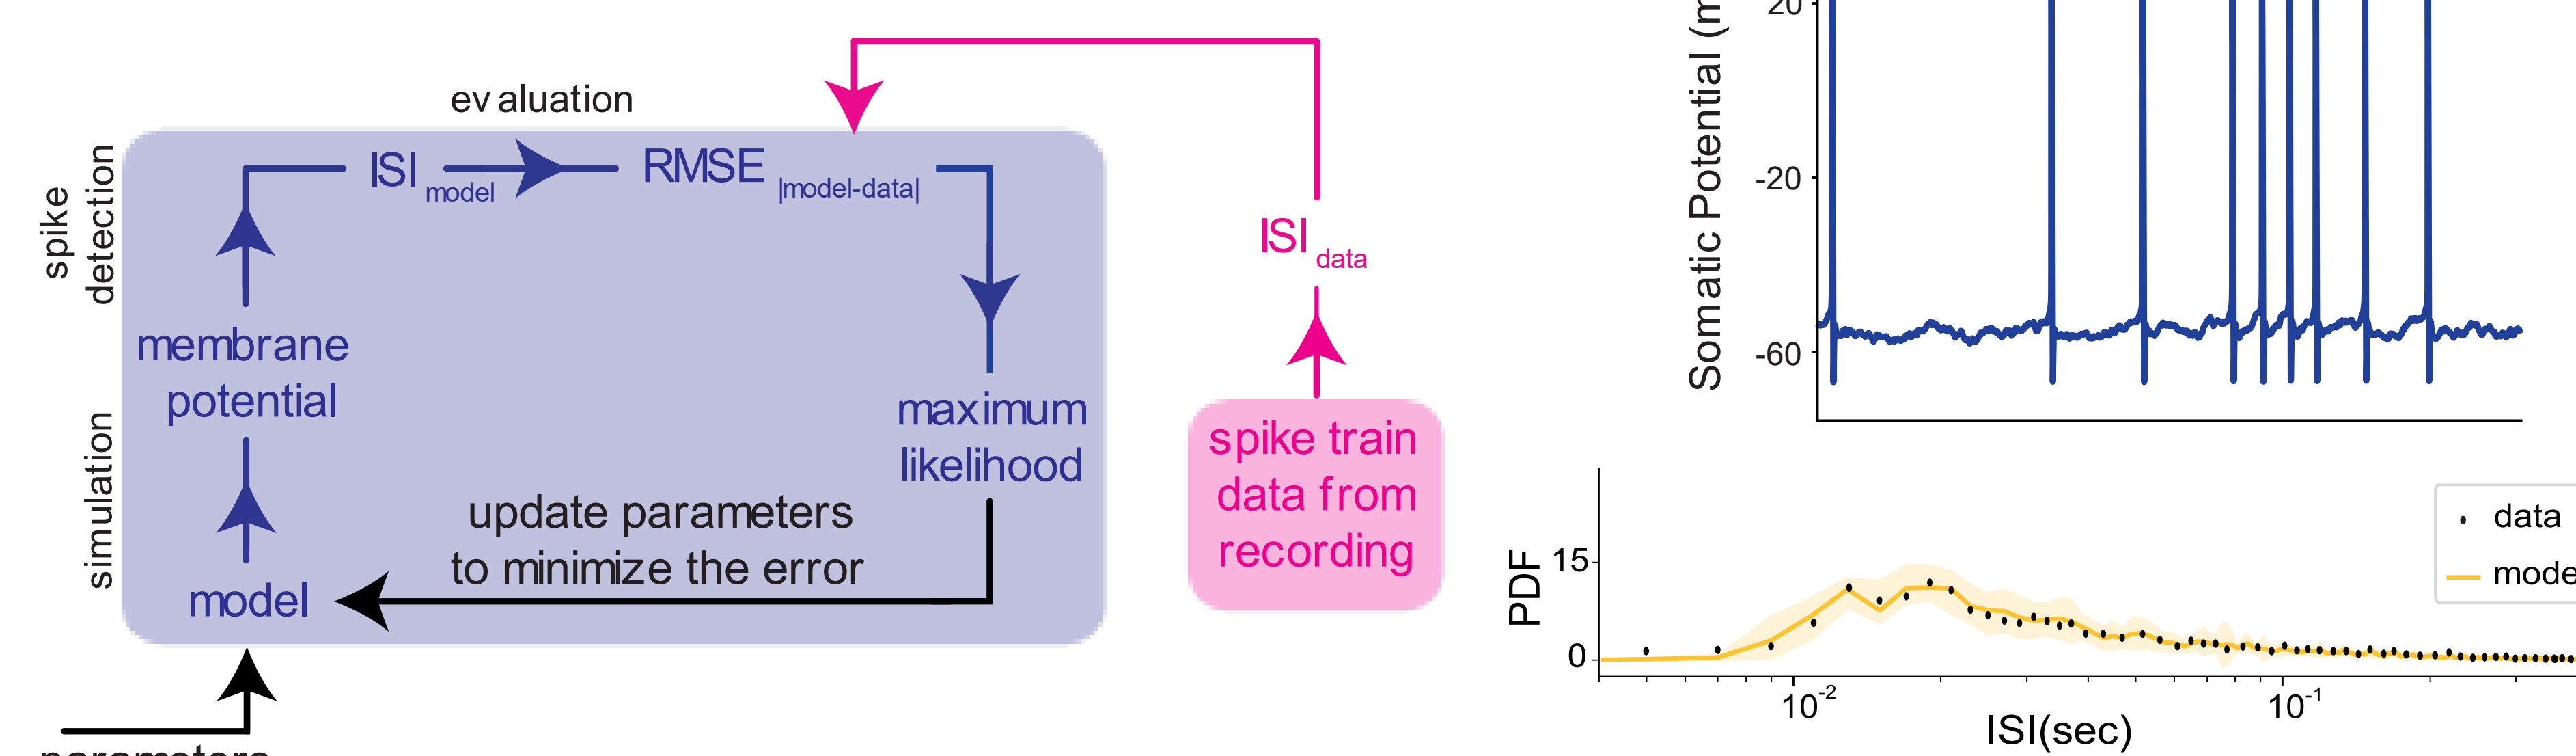 evaluation
spike
detection
ISI model
RMSE |model-data|
membrane
potential
simulation
maximum
likelihood
update parameters
to minimize the error
model
ISI data
spike train
data from
recording
Somatic Potential (m
20
-20
-60
PDF
15
0
data
mode
10-2
10-1
ISI(sec)